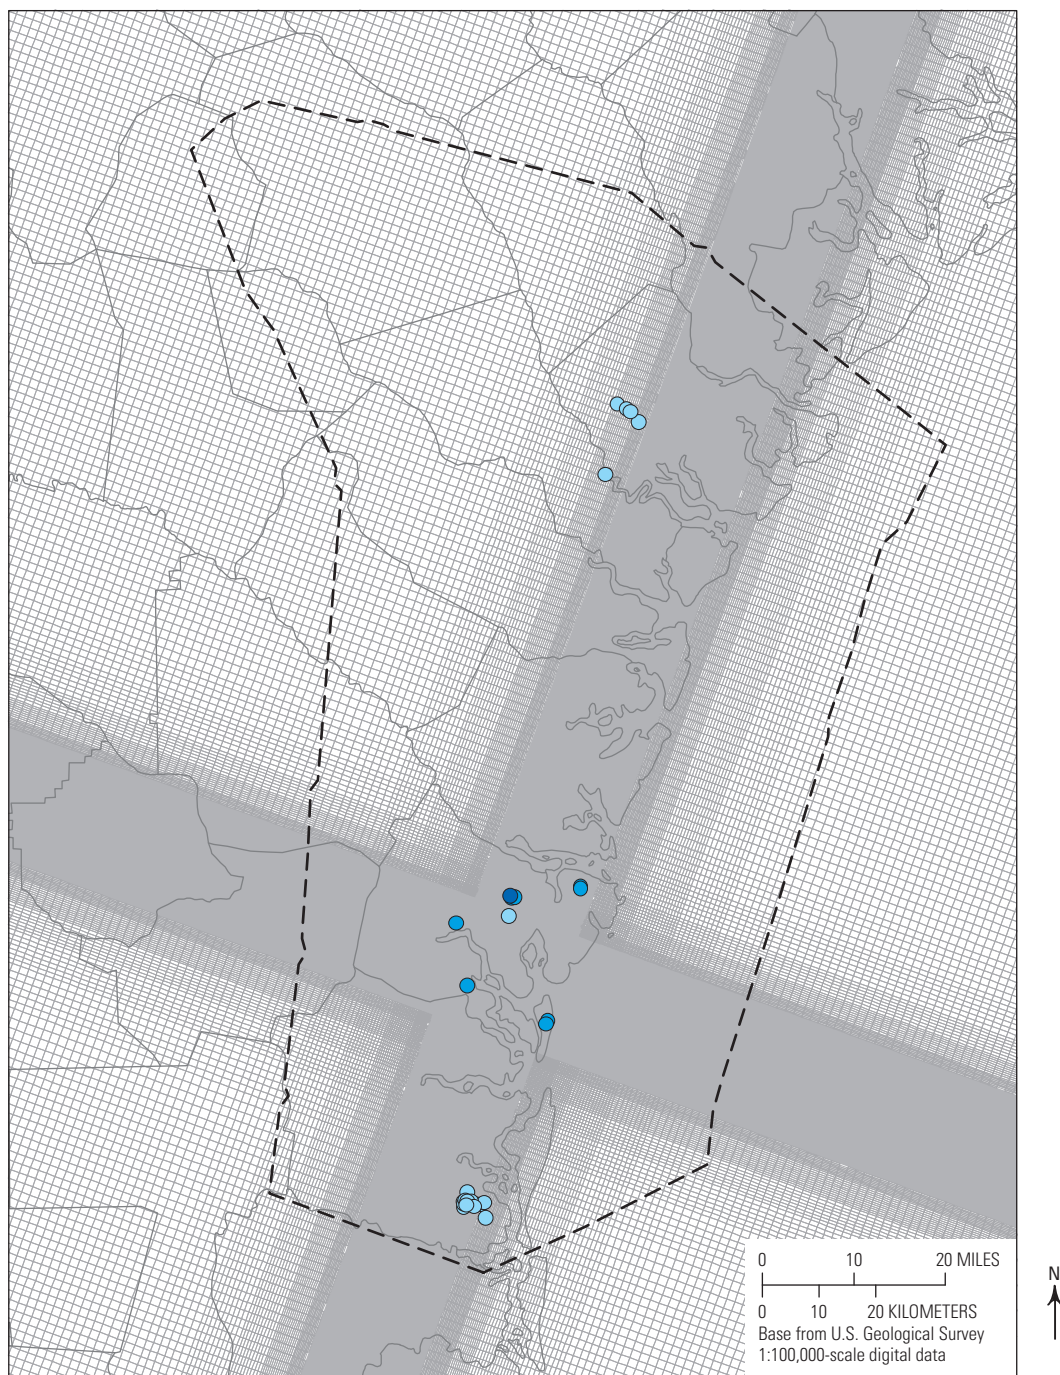 0 10 20 MILES
0 10 20 KILOMETERS
Base from U.S. Geological Survey
1:100,000-scale digital data
N